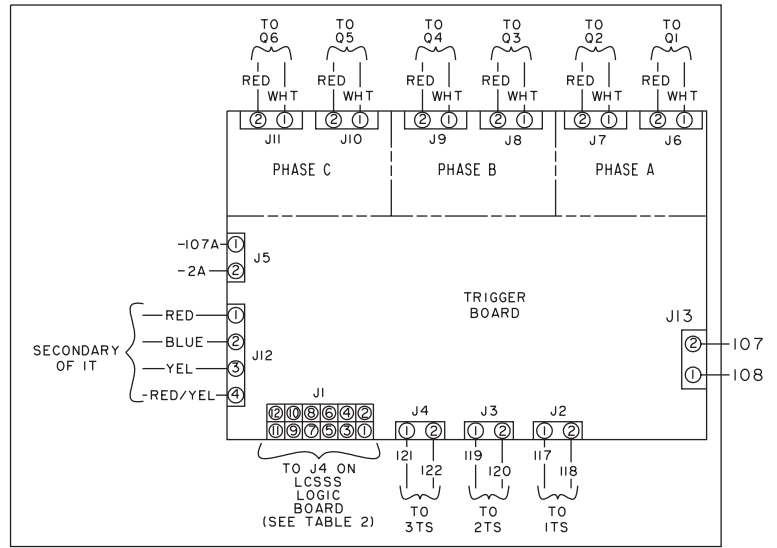 TO Q6 TO Q5 TO Q4 TO Q3 TO Q2 TO Q1
RED RED RED RED RED RED
WHT WHT WHT WHT WHT WHT
2 1 2 1 2 1 2 1 2 1 2 1
J11 J10 J9 J8 J7 J6
PHASE C PHASE B PHASE A
-107A 1
J5
-2A 2
TRIGGER
BOARD
J13
2 107
1 108
SECONDARY
OF 1T
RED 1
BLUE 2
J12
YEL 3
-RED/YEL 4
J1
12 10 8 6 4 2
11 9 7 5 3 1
TO J4 ON
LCSSS
LOGIC
BOARD
(SEE TABLE 2)
J4 J3 J2
1 2 1 2 1 2
121 119 117
122 120 118
TO TO TO
3TS 2TS 1TS